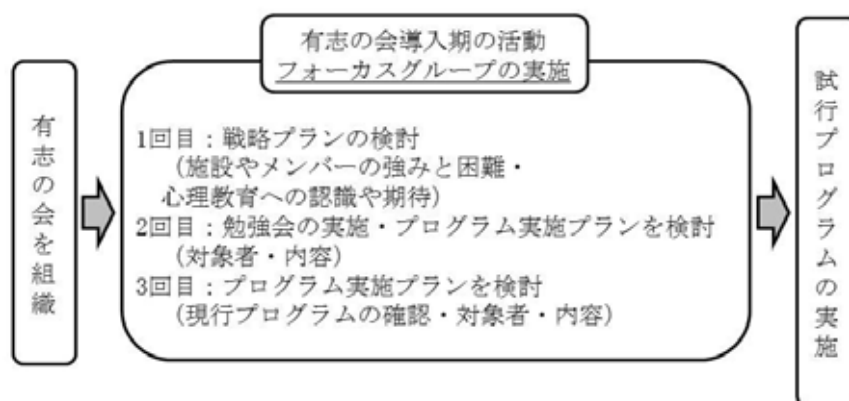 有志の会を組織
有志の会導入期の活動
フォーカスグループの実施
1回目：戦略プランの検討
（施設やメンバーの強みと困難・
心理教育への認識や期待）
2回目：勉強会の実施・プログラム実施プランを検討
（対象者・内容）
3回目：プログラム実施プランを検討
（現行プログラムの確認・対象者・内容）
試行プログラムの実施